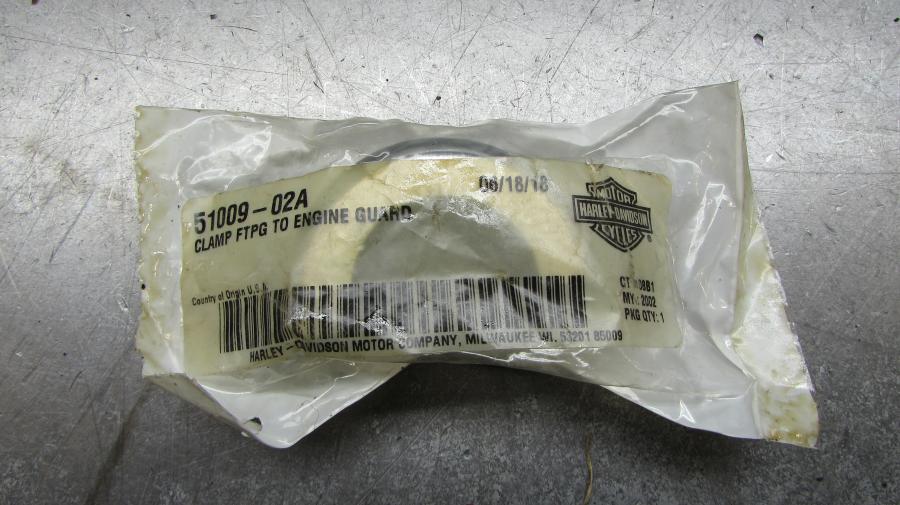 06/18/18
51009-02A
CLAMP FTPG TO ENGINE GUARD
MOTOR
HARLEY-DAVIDSON
CYCLES
®
Country of Origin U.S.A.
CT
MY: 2002
PKG QTY: 1
HARLEY-DAVIDSON MOTOR COMPANY, MILWAUKEE WI. 53201 85009